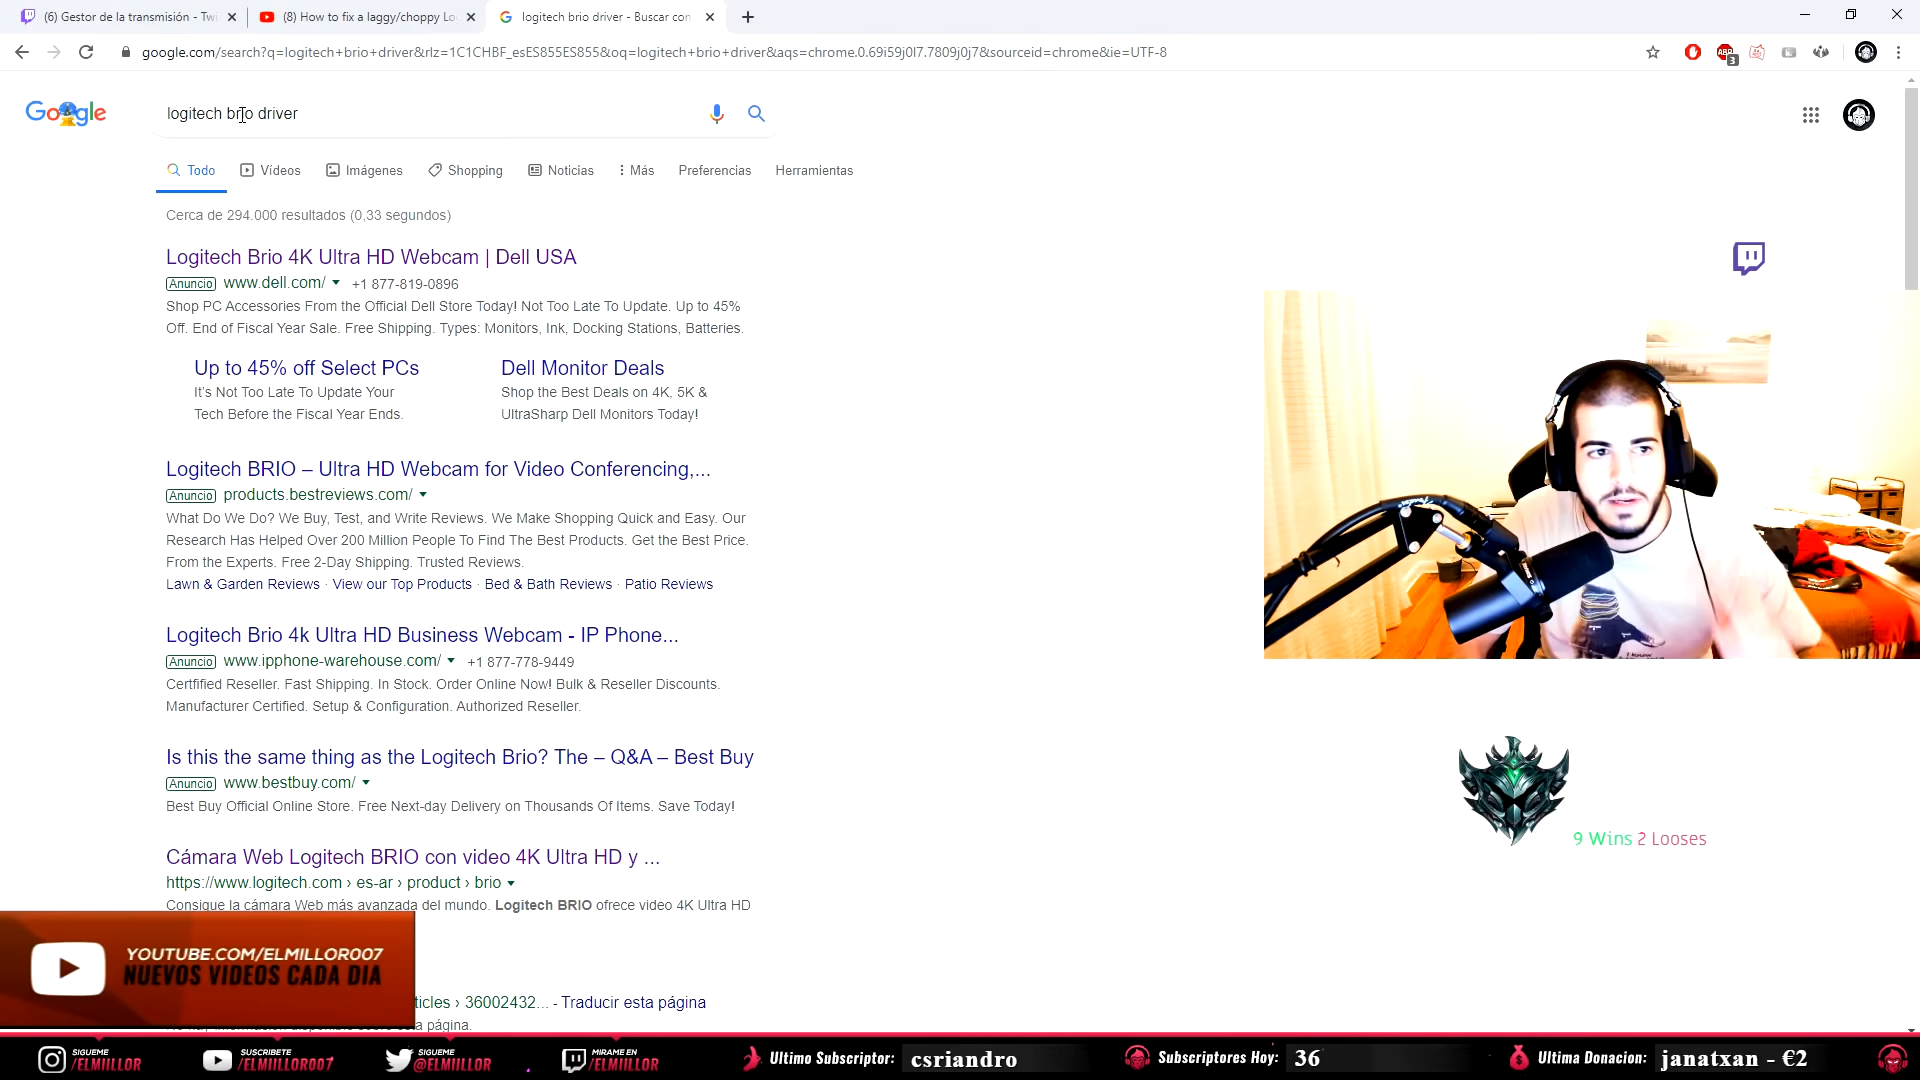 (6) Gestor de la transmisión - Twi
(8) How to fix a laggy/choppy Lo
logitech brio driver - Buscar con
google.com/search?q=logitech+brio+driver&rlz=1C1CHBF_esES855ES855&oq=logitech+brio+driver&aqs=chrome.0.69i59j0l7.7809j0j7&sourceid=chrome&ie=UTF-8
ABP
3
Google
logitech brio driver
Todo
Vídeos
Imágenes
Shopping
Noticias
Más
Preferencias
Herramientas
Cerca de 294.000 resultados (0,33 segundos)
Logitech Brio 4K Ultra HD Webcam | Dell USA
Anuncio www.dell.com/ +1 877-819-0896
Shop PC Accessories From the Official Dell Store Today! Not Too Late To Update. Up to 45%
Off. End of Fiscal Year Sale. Free Shipping. Types: Monitors, Ink, Docking Stations, Batteries.
Up to 45% off Select PCs
It's Not Too Late To Update Your
Tech Before the Fiscal Year Ends.
Dell Monitor Deals
Shop the Best Deals on 4K, 5K &
UltraSharp Dell Monitors Today!
Logitech BRIO – Ultra HD Webcam for Video Conferencing,...
Anuncio products.bestreviews.com/
What Do We Do? We Buy, Test, and Write Reviews. We Make Shopping Quick and Easy. Our
Research Has Helped Over 200 Million People To Find The Best Products. Get the Best Price.
From the Experts. Free 2-Day Shipping. Trusted Reviews.
Lawn & Garden Reviews · View our Top Products · Bed & Bath Reviews · Patio Reviews
Logitech Brio 4k Ultra HD Business Webcam - IP Phone...
Anuncio www.ipphone-warehouse.com/ +1 877-778-9449
Certfified Reseller. Fast Shipping. In Stock. Order Online Now! Bulk & Reseller Discounts.
Manufacturer Certified. Setup & Configuration. Authorized Reseller.
Is this the same thing as the Logitech Brio? The – Q&A – Best Buy
Anuncio www.bestbuy.com/
Best Buy Official Online Store. Free Next-day Delivery on Thousands Of Items. Save Today!
Cámara Web Logitech BRIO con video 4K Ultra HD y ...
https://www.logitech.com › es-ar › product › brio
Consigue la cámara Web más avanzada del mundo. Logitech BRIO ofrece video 4K Ultra HD
9 Wins 2 Looses
YOUTUBE.COM/ELMILLOR007
NUEVOS VIDEOS CADA DIA
ticles › 36002432... - Traducir esta página
a página.
SIGUEME
/ELMILLOR
SUSCRIBETE
/ELMILLOR007
SIGUEME
@ELMILLOR
MIRAME EN
/ELMILLOR
Ultimo Subscriptor: csriandro
Subscriptores Hoy: 36
Ultima Donacion: janatxan - €2